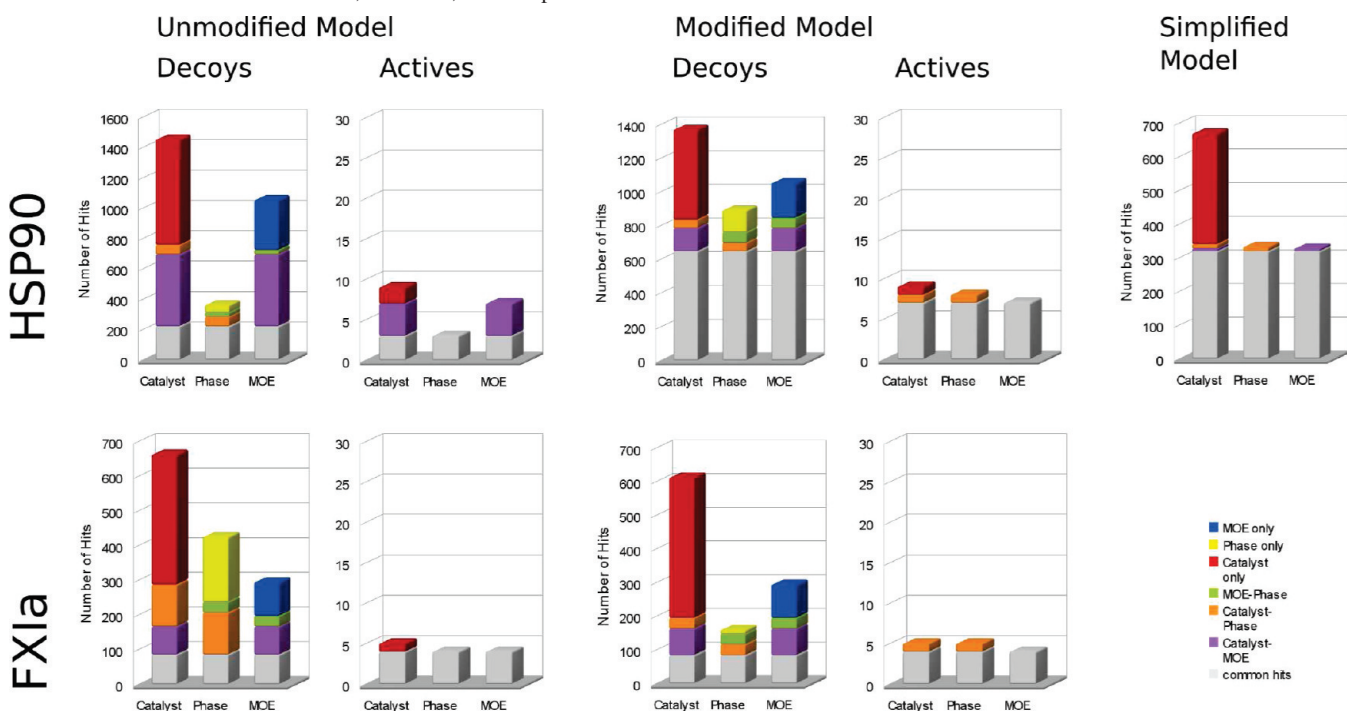 Unmodified Model
Modified Model
Simplified
Model
Decoys
Actives
Decoys
Actives
HSP90
Number of Hits
1600
1400
1200
1000
800
600
400
200
0
Catalyst Phase MOE
30
25
20
15
10
5
0
Catalyst Phase MOE
Number of Hits
1400
1200
1000
800
600
400
200
0
Catalyst Phase MOE
30
25
20
15
10
5
0
Catalyst Phase MOE
Number of Hits
700
600
500
400
300
200
100
0
Catalyst Phase MOE
FXIa
Number of Hits
700
600
500
400
300
200
100
0
Catalyst Phase MOE
30
25
20
15
10
5
0
Catalyst Phase MOE
Number of Hits
700
600
500
400
300
200
100
0
Catalyst Phase MOE
30
25
20
15
10
5
0
Catalyst Phase MOE
MOE only
Phase only
Catalyst
only
MOE-Phase
Catalyst-
Phase
Catalyst-
MOE
common hits